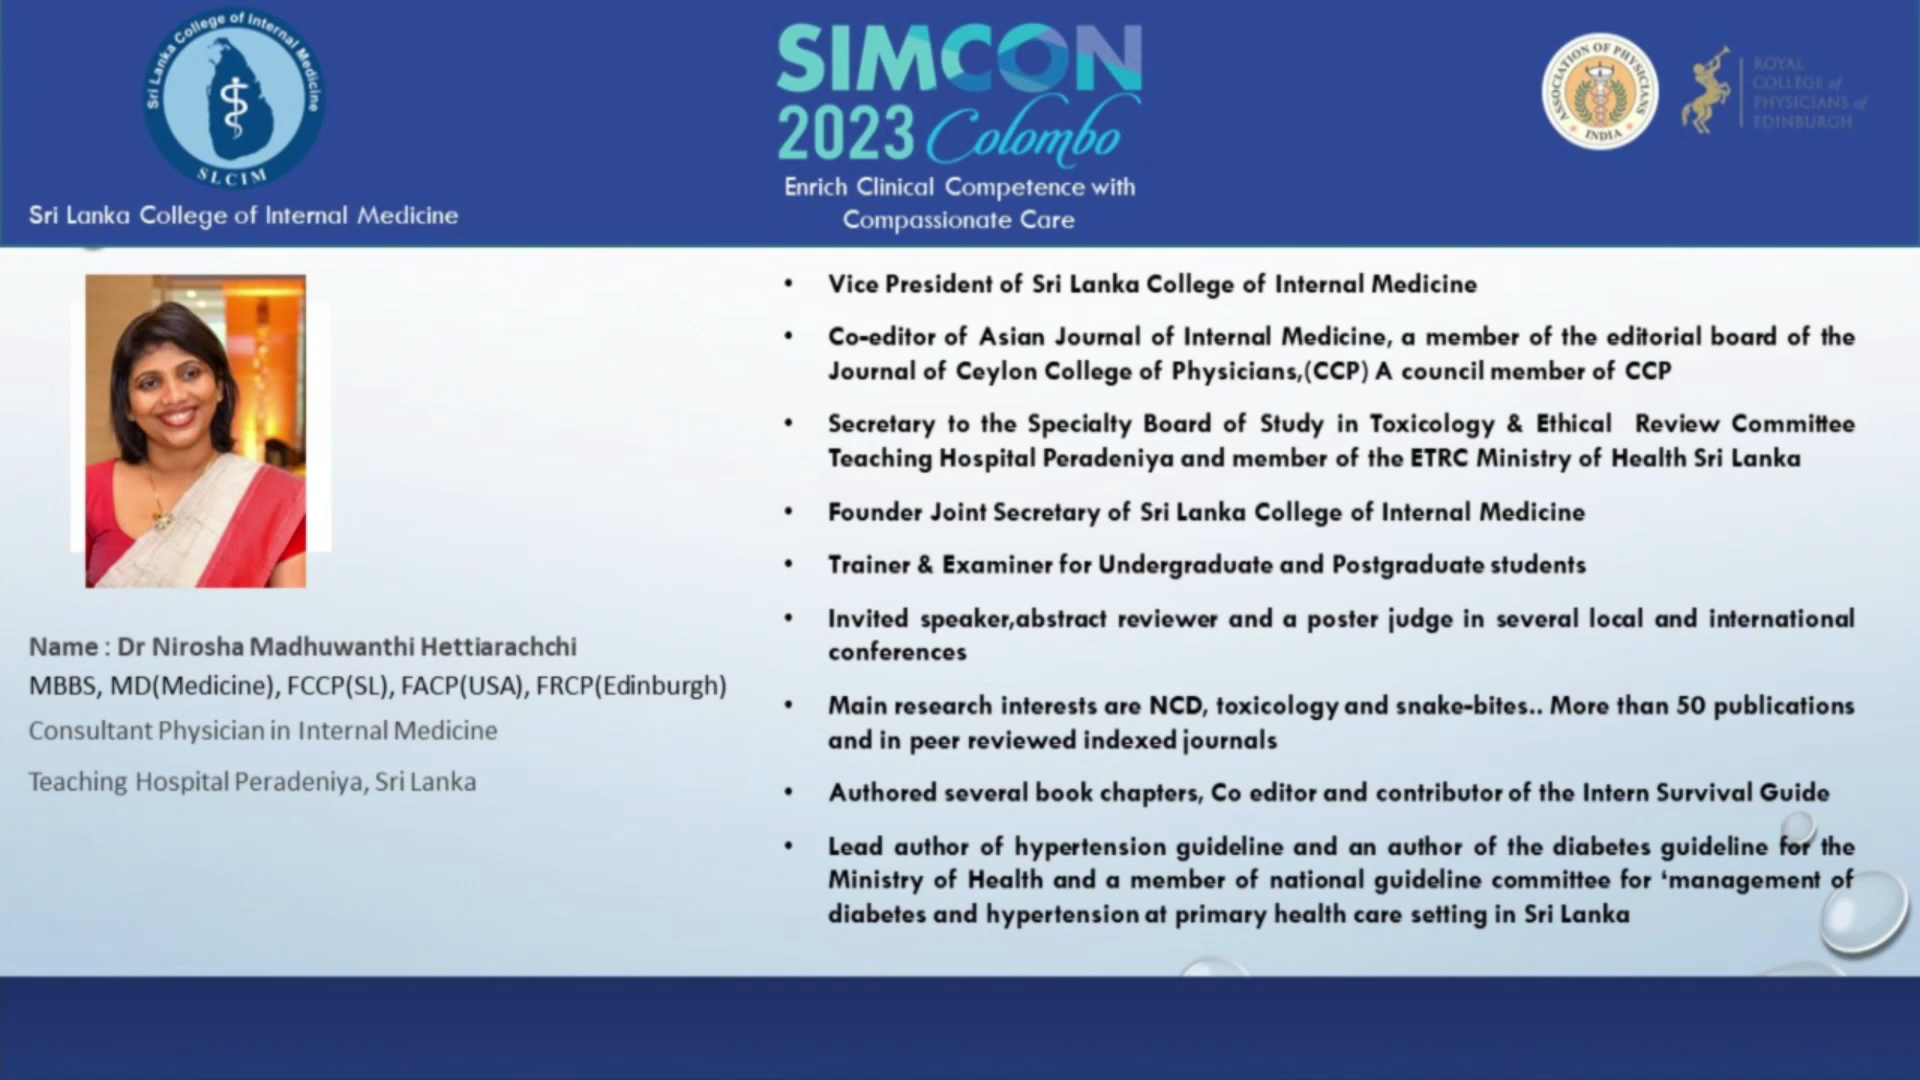 Sri Lanka College of Internal Medicine
SLCIM
Sri Lanka College of Internal Medicine
SIMCON
2023 Colombo
Enrich Clinical Competence with
Compassionate Care
ASSOCIATION OF PHYSICIANS
INDIA
ROYAL
COLLEGE of
PHYSICIANS of
EDINBURGH
Name : Dr Nirosha Madhuwanthi Hettiarachchi
MBBS, MD(Medicine), FCCP(SL), FACP(USA), FRCP(Edinburgh)
Consultant Physician in Internal Medicine
Teaching Hospital Peradeniya, Sri Lanka
• Vice President of Sri Lanka College of Internal Medicine
• Co-editor of Asian Journal of Internal Medicine, a member of the editorial board of the
Journal of Ceylon College of Physicians,(CCP) A council member of CCP
• Secretary to the Specialty Board of Study in Toxicology & Ethical Review Committee
Teaching Hospital Peradeniya and member of the ETRC Ministry of Health Sri Lanka
• Founder Joint Secretary of Sri Lanka College of Internal Medicine
• Trainer & Examiner for Undergraduate and Postgraduate students
• Invited speaker,abstract reviewer and a poster judge in several local and international
conferences
• Main research interests are NCD, toxicology and snake-bites.. More than 50 publications
and in peer reviewed indexed journals
• Authored several book chapters, Co editor and contributor of the Intern Survival Guide
• Lead author of hypertension guideline and an author of the diabetes guideline for the
Ministry of Health and a member of national guideline committee for ‘management of
diabetes and hypertension at primary health care setting in Sri Lanka